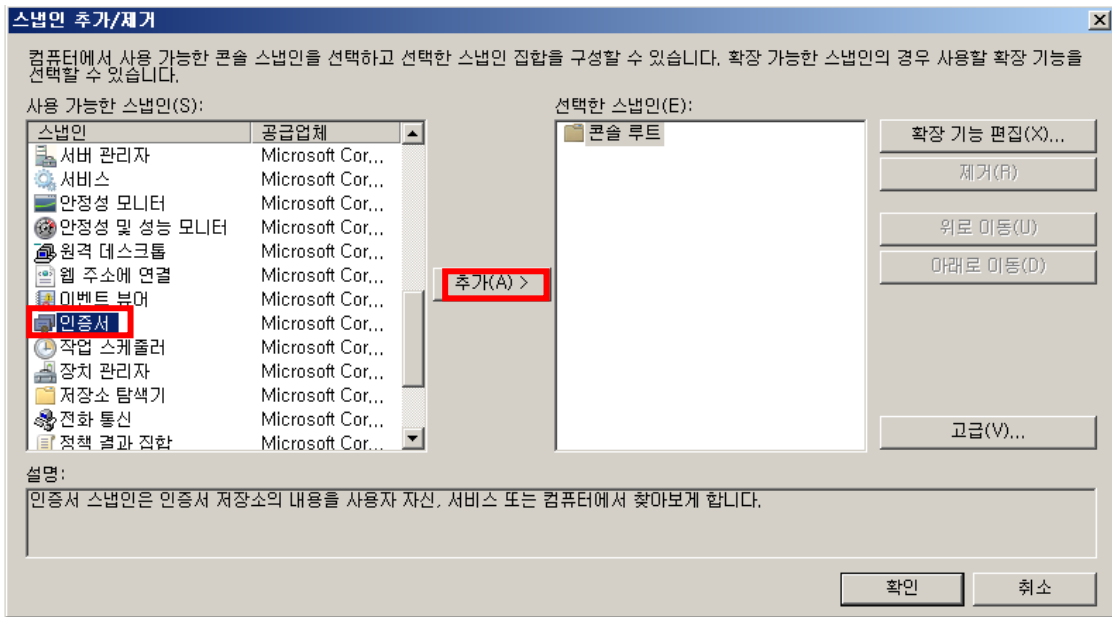 스냅인 추가/제거
컴퓨터에서 사용 가능한 콘솔 스냅인을 선택하고 선택한 스냅인 집합을 구성할 수 있습니다. 확장 가능한 스냅인의 경우 사용할 확장 기능을
선택할 수 있습니다.
사용 가능한 스냅인(S):
선택한 스냅인(E):
스냅인 공급업체
서버 관리자 Microsoft Cor...
서비스 Microsoft Cor...
안정성 모니터 Microsoft Cor...
안정성 및 성능 모니터 Microsoft Cor...
원격 데스크톱 Microsoft Cor...
웹 주소에 연결 Microsoft Cor...
이벤트 뷰어 Microsoft Cor...
인증서 Microsoft Cor...
작업 스케줄러 Microsoft Cor...
장치 관리자 Microsoft Cor...
저장소 탐색기 Microsoft Cor...
전화 통신 Microsoft Cor...
정책 결과 집합 Microsoft Cor...
추가(A) >
콘솔 루트
확장 기능 편집(X)...
제거(R)
위로 이동(U)
아래로 이동(D)
고급(V)...
설명:
인증서 스냅인은 인증서 저장소의 내용을 사용자 자신, 서비스 또는 컴퓨터에서 찾아보게 합니다.
확인
취소